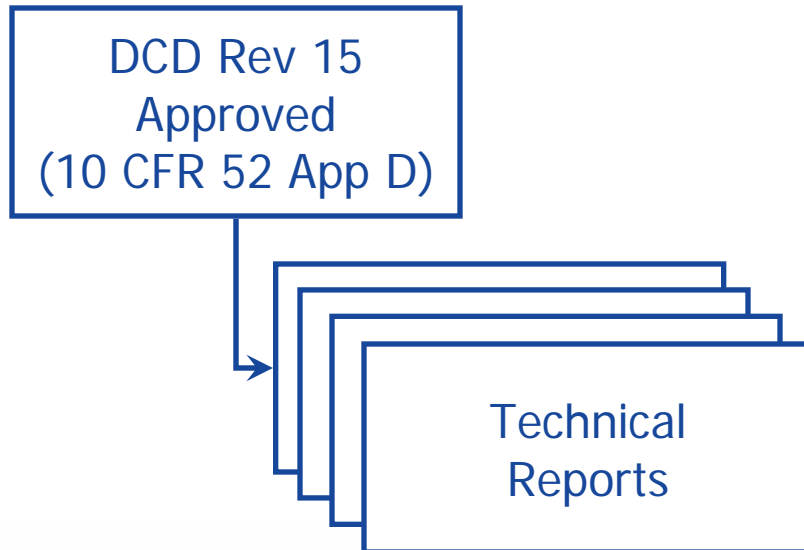 DCD Rev 15
Approved
(10 CFR 52 App D)
Technical
Reports